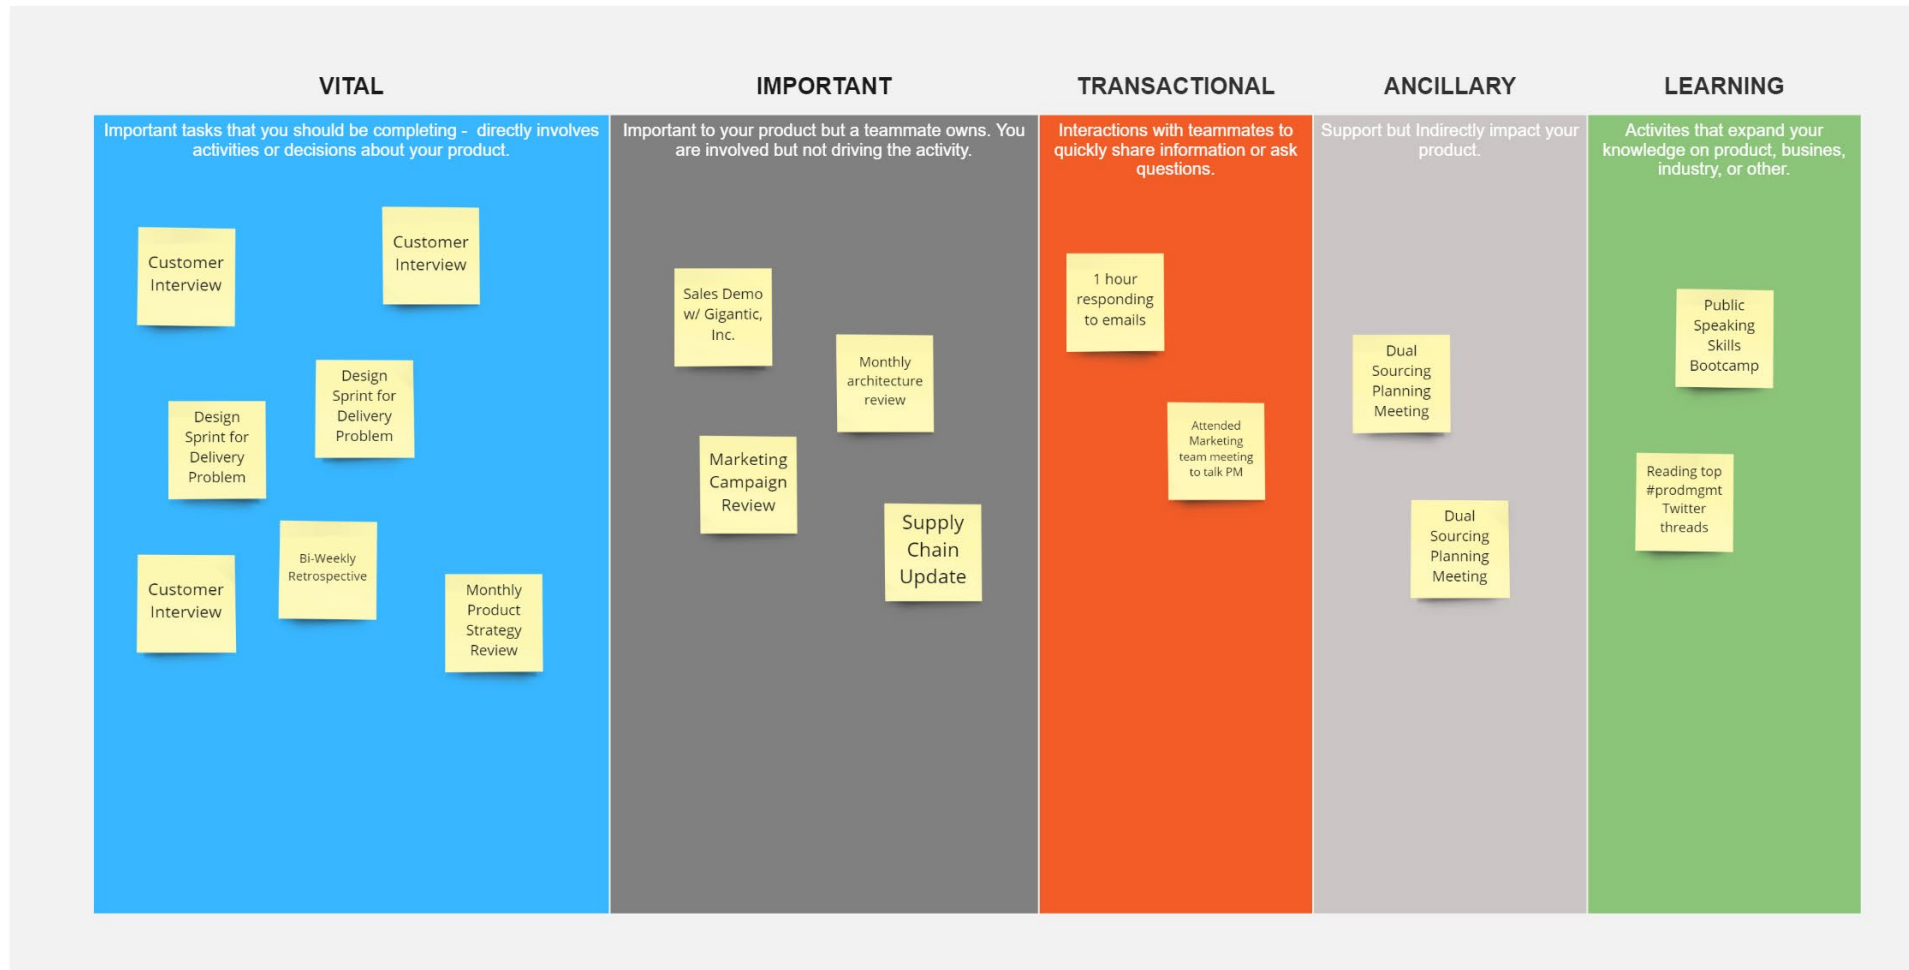 VITAL
Important tasks that you should be completing - directly involves
activities or decisions about your product.
Customer
Interview
Customer
Interview
Design
Sprint for
Delivery
Problem
Design
Sprint for
Delivery
Problem
Bi-Weekly
Retrospective
Customer
Interview
Monthly
Product
Strategy
Review
IMPORTANT
Important to your product but a teammate owns. You
are involved but not driving the activity.
Sales Demo
w/ Gigantic,
Inc.
Monthly
architecture
review
Marketing
Campaign
Review
Supply
Chain
Update
TRANSACTIONAL
Interactions with teammates to
quickly share information or ask
questions.
1 hour
responding
to emails
Attended
Marketing
team meeting
to talk PM
ANCILLARY
Support but Indirectly impact your
product.
Dual
Sourcing
Planning
Meeting
Dual
Sourcing
Planning
Meeting
LEARNING
Activites that expand your
knowledge on product, busines,
industry, or other.
Public
Speaking
Skills
Bootcamp
Reading top
#prodmgmt
Twitter
threads